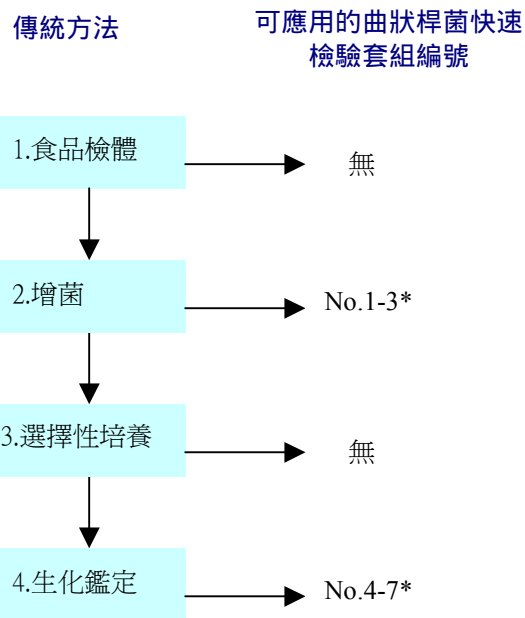 傳統方法
可應用的曲狀桿菌快速
檢驗套組編號
1.食品檢體
無
2.增菌
No.1-3*
3.選擇性培養
無
4.生化鑑定
No.4-7*